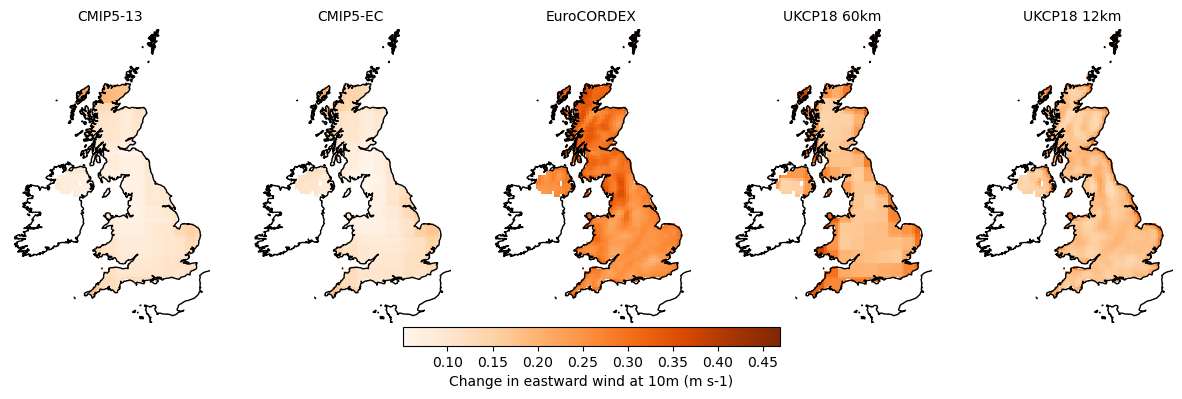 CMIP5-13 CMIP5-EC EuroCORDEX UKCP18 60km UKCP18 12km
0.10 0.15 0.20 0.25 0.30 0.35 0.40 0.45
Change in eastward wind at 10m (m s-1)